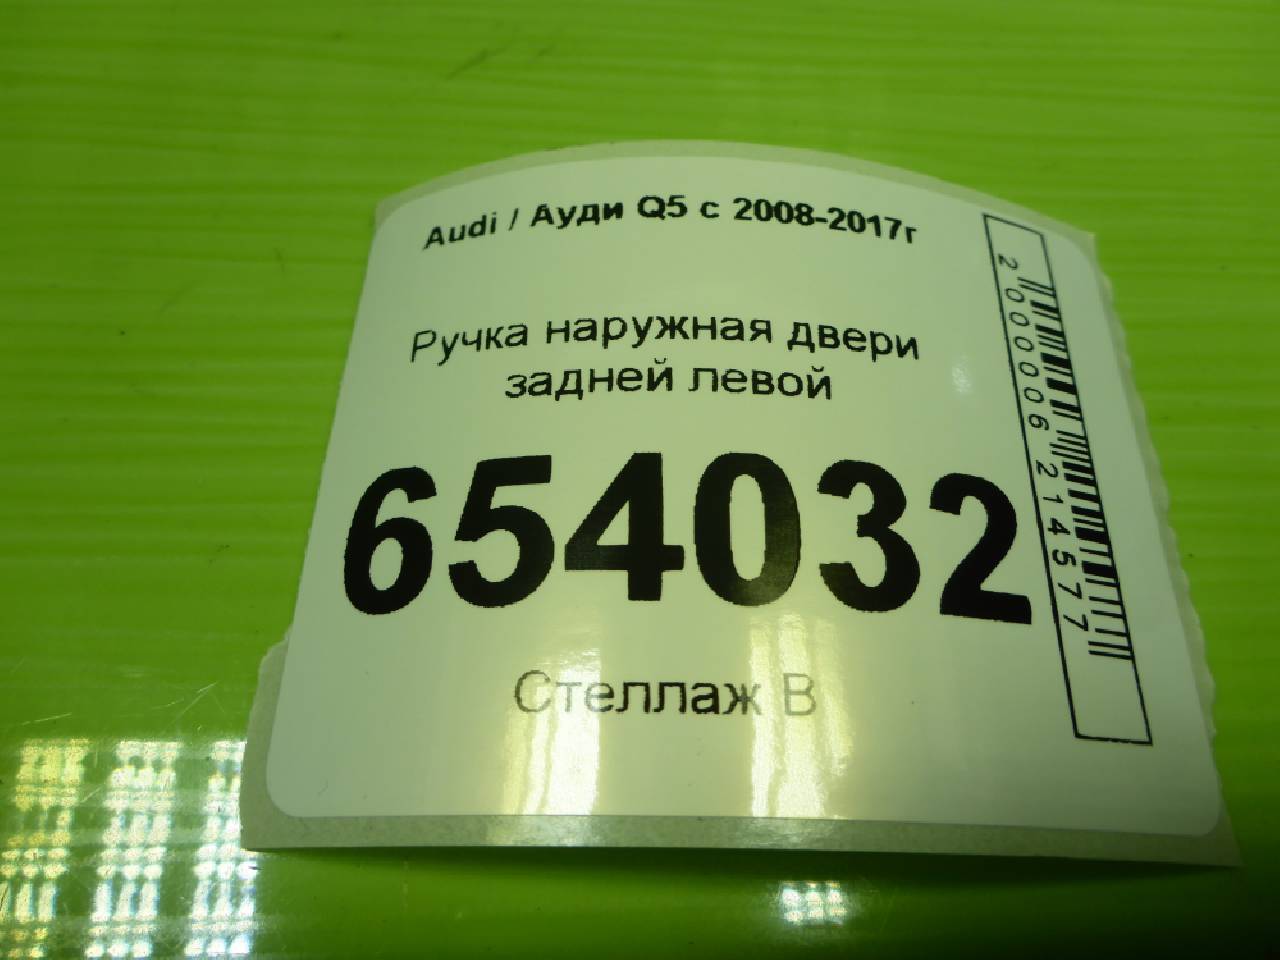 Audi / Ауди Q5 с 2008-2017г
Ручка наружная двери
задней левой
654032
Стеллаж В
2000006214577